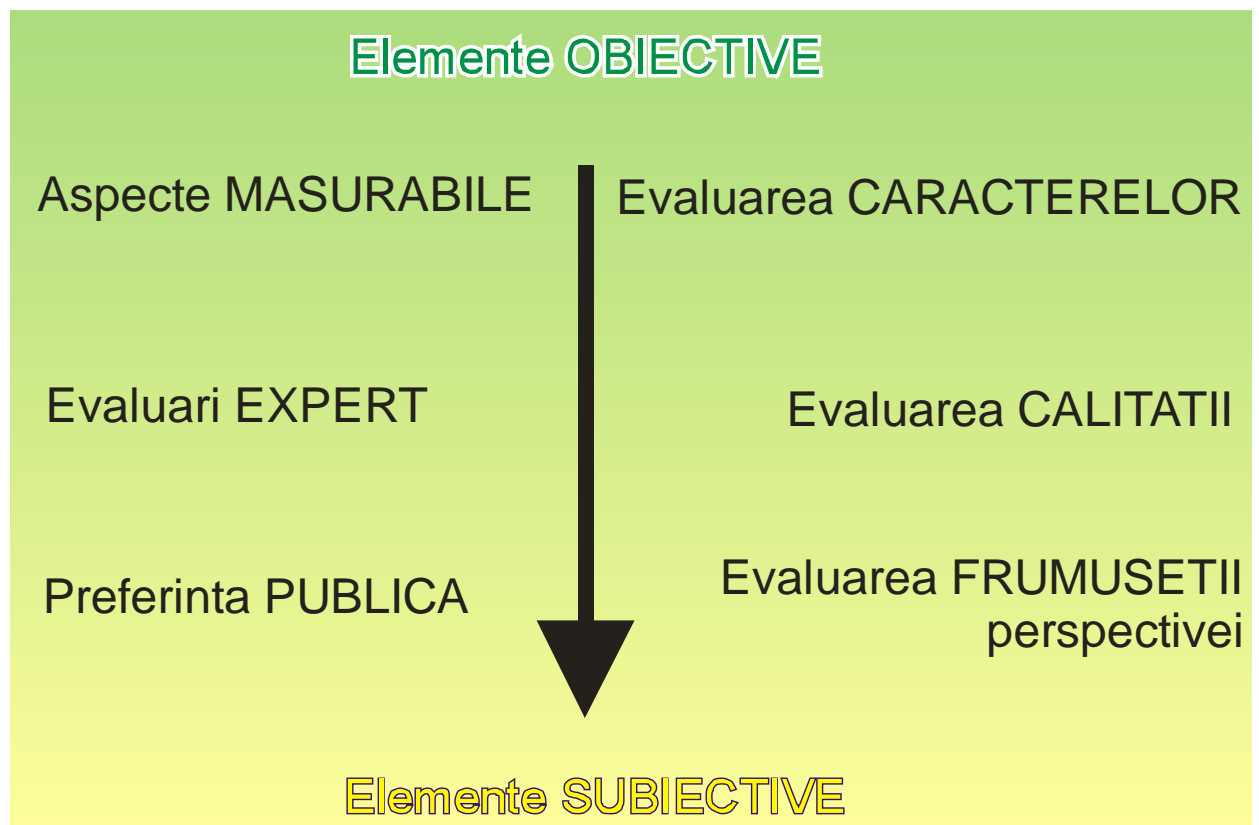 Elemente OBIECTIVE
Aspecte MASURABILE
Evaluarea CARACTERELOR
Evaluari EXPERT
Evaluarea CALITATII
Preferinta PUBLICA
Evaluarea FRUMUSETII
perspectivei
Elemente SUBIECTIVE